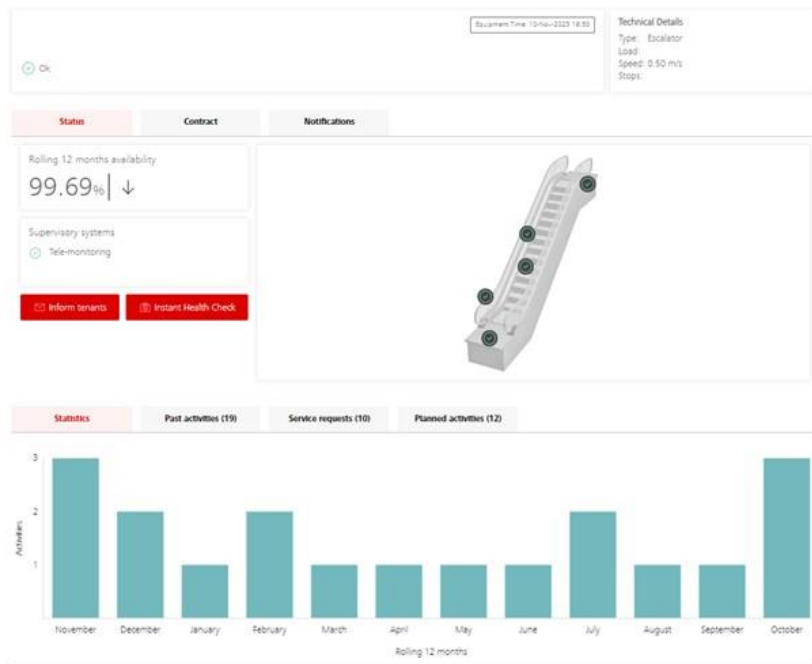 Equipment Time: 10-Nov-2023 16:50
Ok
Technical Details
Type: Escalator
Load:
Speed: 0.50 m/s
Stops:
Status
Contract
Notifications
Rolling 12 months availability
99.69%
Supervisory systems
Tele-monitoring
Inform tenants
Instant Health Check
Statistics
Past activities (19)
Service requests (10)
Planned activities (12)
3
2
1
Activities
November
December
January
February
March
April
May
June
July
August
September
October
Rolling 12 months